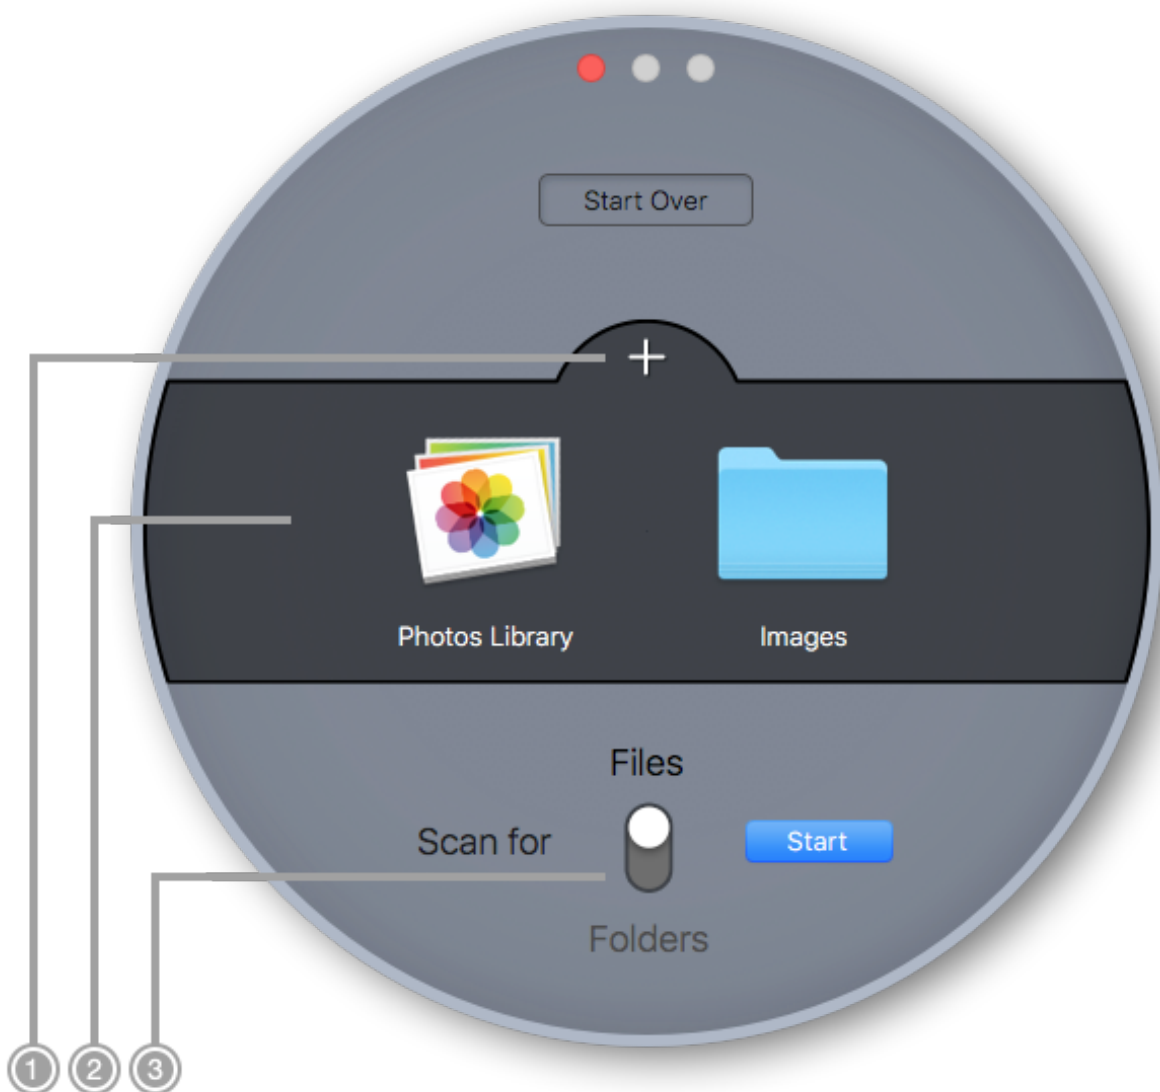 Start Over
Photos Library
Images
Files
Scan for
Start
Folders
1 2 3